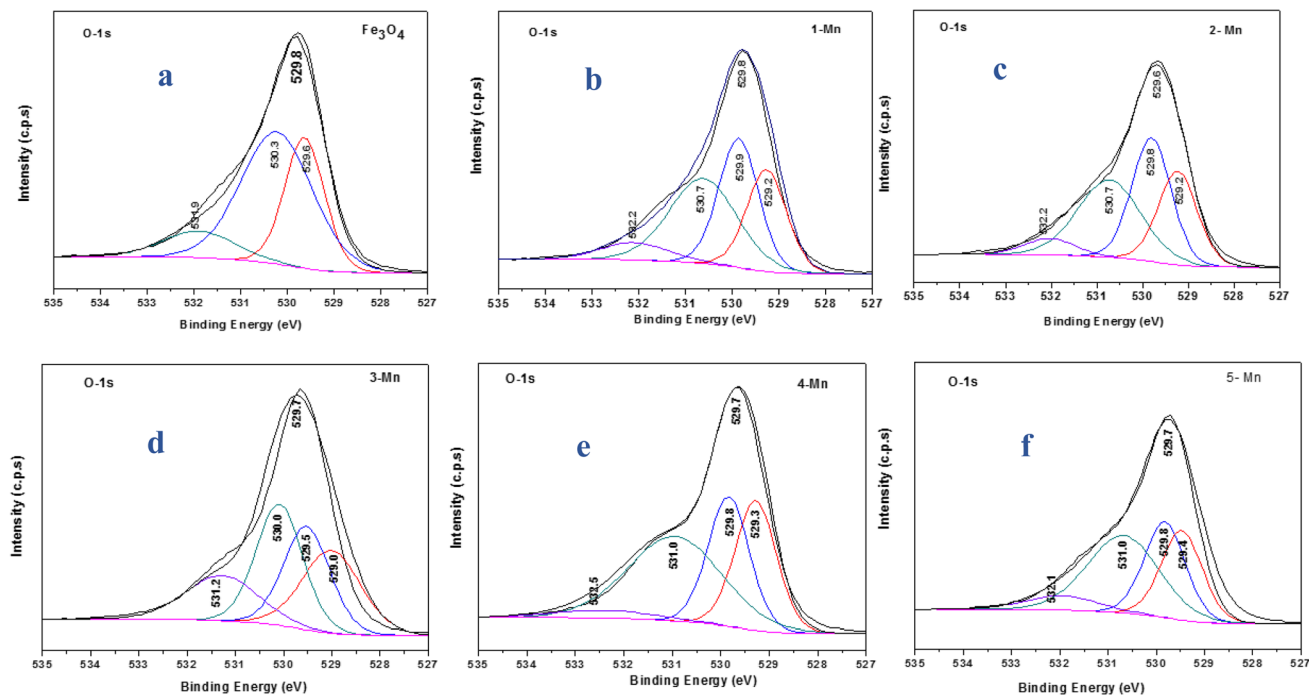 O-1s
Fe3O4
a
529.8
530.3
529.6
531.9
Intensity (c.p.s)
535 534 533 532 531 530 529 528 527
Binding Energy (eV)
O-1s
1-Mn
b
529.8
529.9
529.2
530.7
532.2
Intensity (c.p.s)
535 534 533 532 531 530 529 528 527
Binding Energy (eV)
O-1s
2- Mn
c
529.6
529.8
529.2
530.7
532.2
Intensity (c.p.s)
535 534 533 532 531 530 529 528 527
Binding Energy (eV)
O-1s
3-Mn
d
529.7
530.0
529.5
529.0
531.2
Intensity (c.p.s)
535 534 533 532 531 530 529 528 527
Binding Energy (eV)
O-1s
4-Mn
e
529.7
529.8
529.3
531.0
532.5
Intensity (c.p.s)
535 534 533 532 531 530 529 528 527
Binding Energy (eV)
O-1s
5- Mn
f
529.7
531.0
529.8
529.4
532.1
Intensity (c.p.s)
535 534 533 532 531 530 529 528 527
Binding Energy (eV)